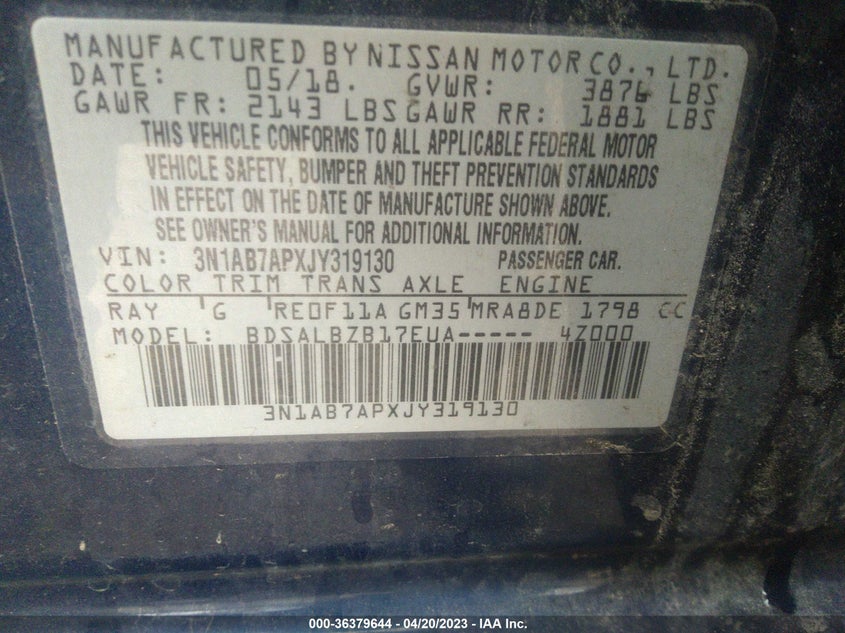 MANUFACTURED BY NISSAN MOTOR CO., LTD.
DATE: 05/18. GVWR: 3876 LBS
GAWR FR: 2143 LBS GAWR RR: 1881 LBS
THIS VEHICLE CONFORMS TO ALL APPLICABLE FEDERAL MOTOR
VEHICLE SAFETY, BUMPER AND THEFT PREVENTION STANDARDS
IN EFFECT ON THE DATE OF MANUFACTURE SHOWN ABOVE.
SEE OWNER'S MANUAL FOR ADDITIONAL INFORMATION.
VIN: 3N1AB7APXJY319130 PASSENGER CAR.
COLOR TRIM TRANS AXLE ENGINE
RAY G RE0F11A GM35 MRA8DE 1798 CC
MODEL: BDSALBZB17EUA----- 4Z000
3N1AB7APXJY319130
000-36379644 / 04/20/2023 - IAA Inc.